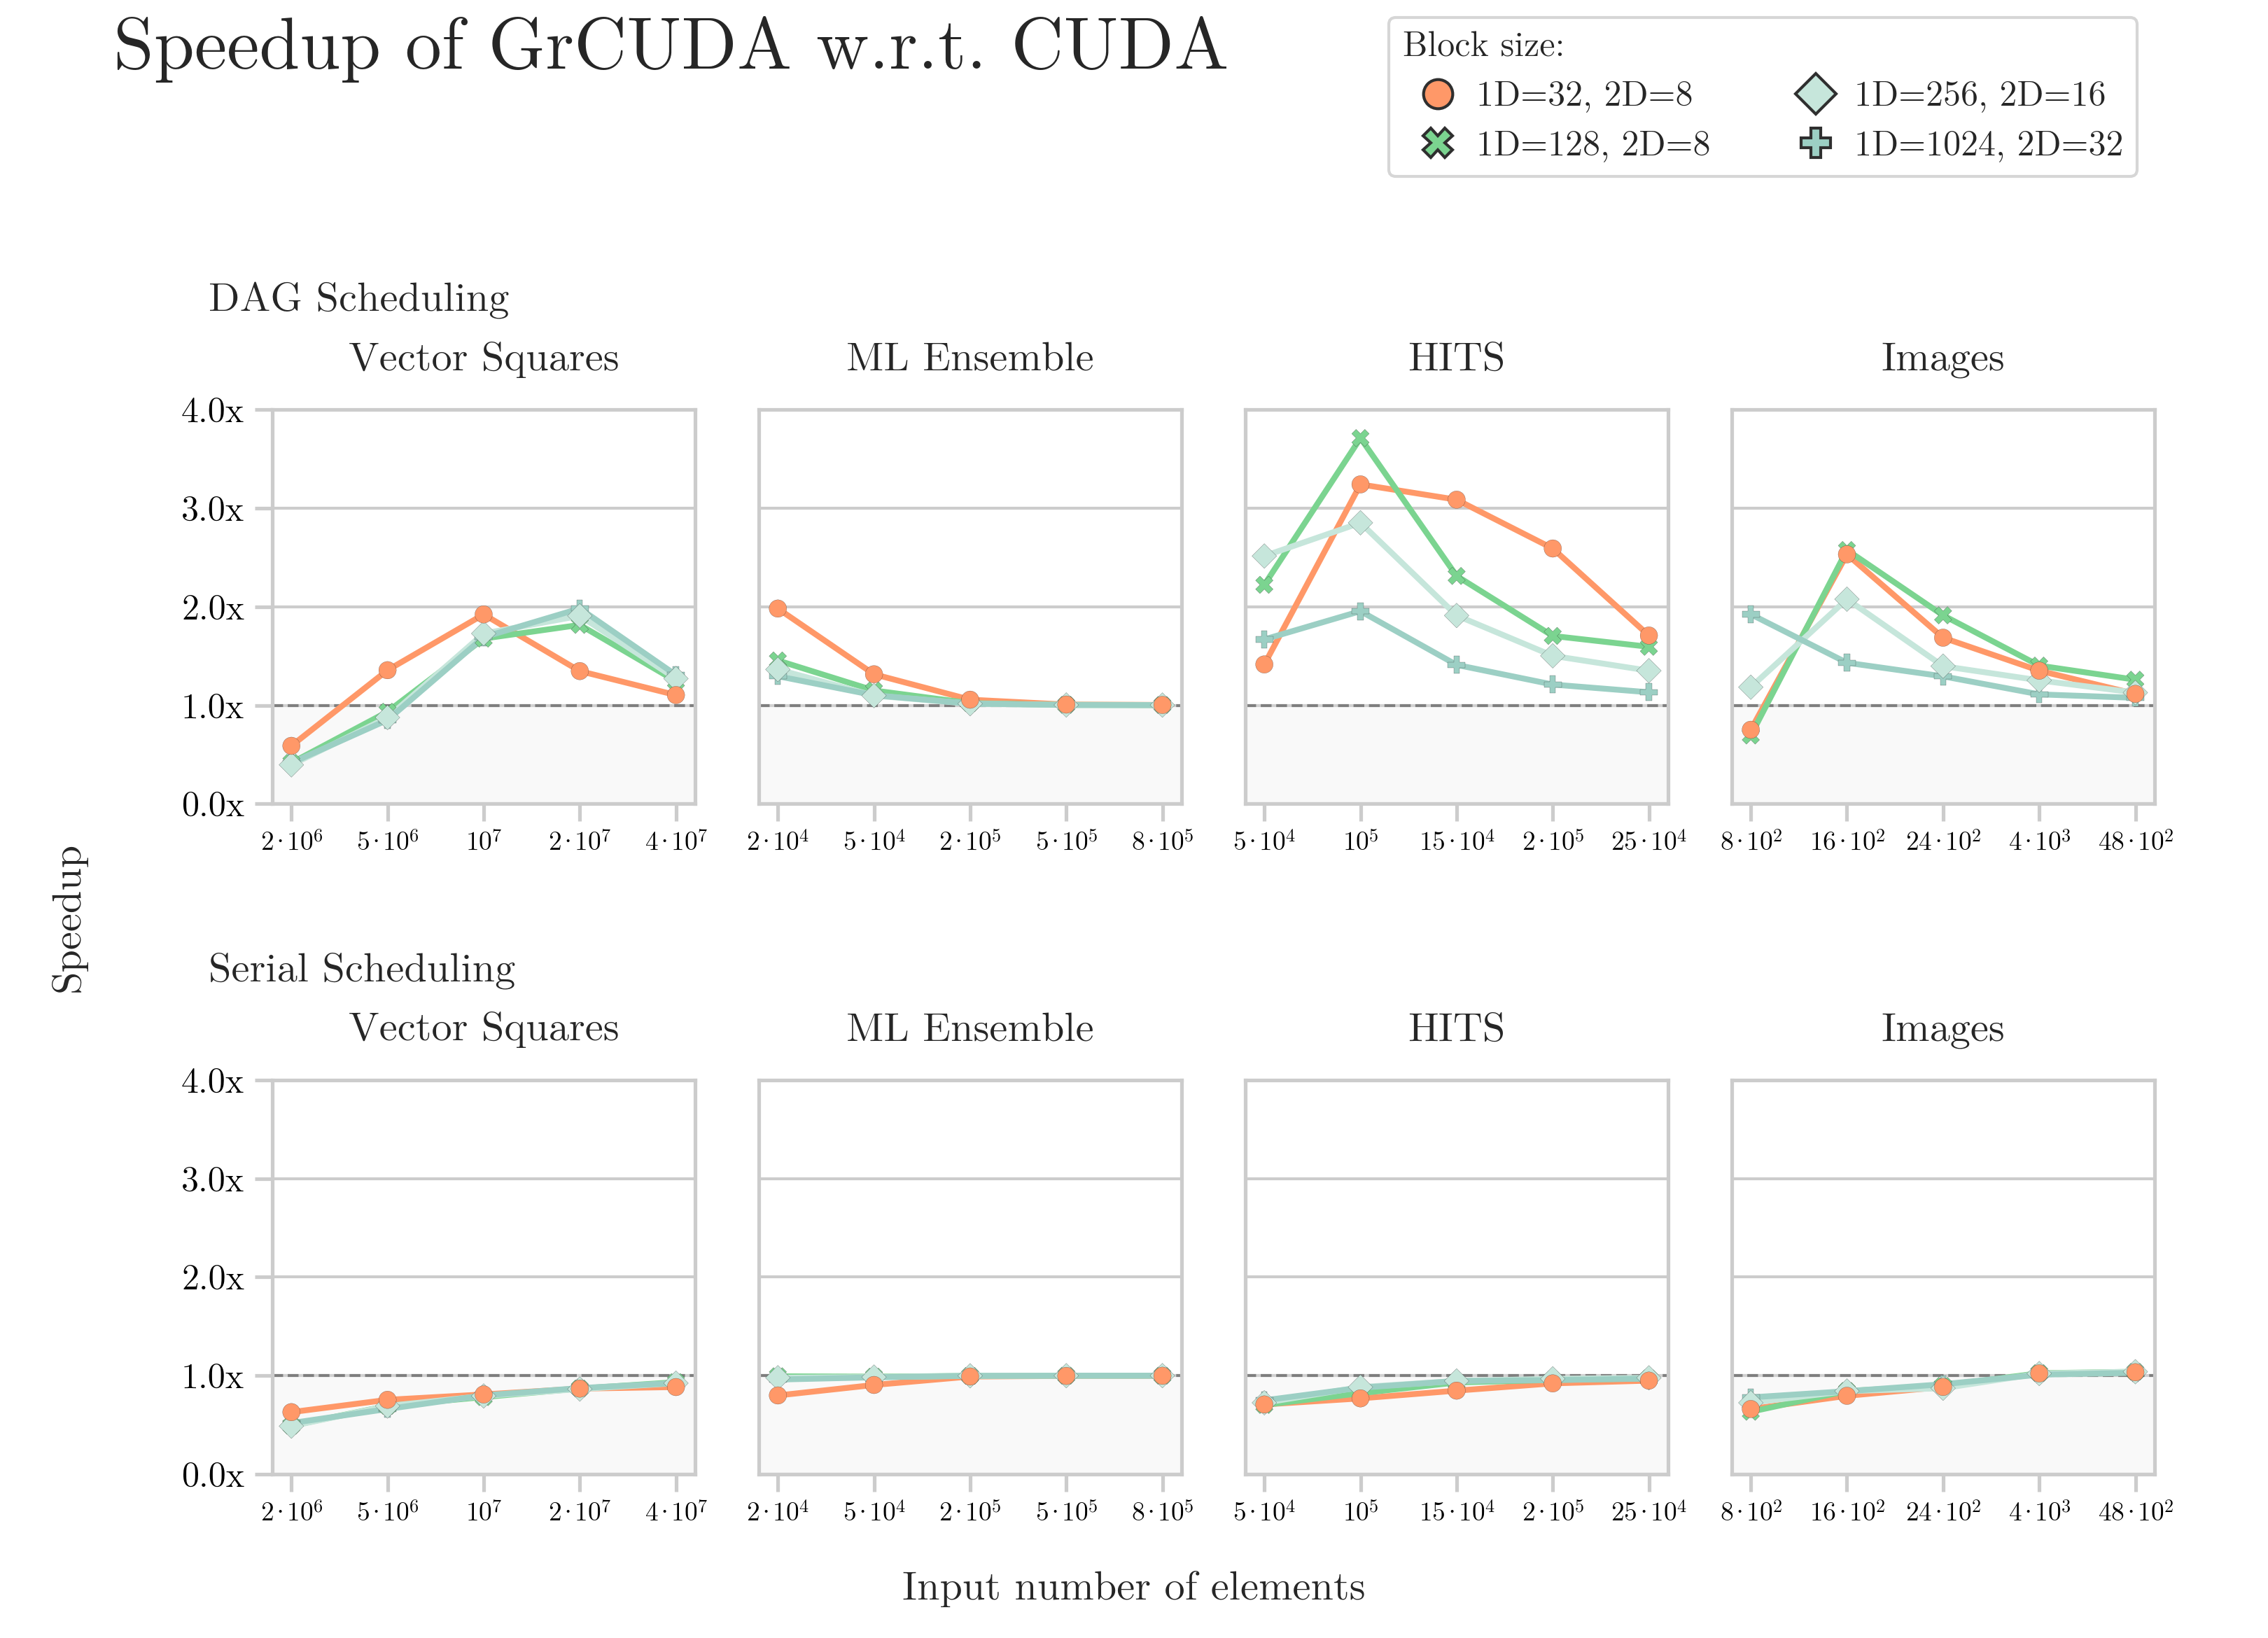 Speedup of GrCUDA w.r.t. CUDA
Block size:
1D=32, 2D=8
1D=256, 2D=16
1D=128, 2D=8
1D=1024, 2D=32
DAG Scheduling
Vector Squares
ML Ensemble
HITS
Images
4.0x
3.0x
2.0x
1.0x
0.0x
2·10⁶ 5·10⁶ 10⁷ 2·10⁷ 4·10⁷
2·10⁴ 5·10⁴ 2·10⁵ 5·10⁵ 8·10⁵
5·10⁴ 10⁵ 15·10⁴ 2·10⁵ 25·10⁴
8·10² 16·10² 24·10² 4·10³ 48·10²
Speedup
Serial Scheduling
Vector Squares
ML Ensemble
HITS
Images
4.0x
3.0x
2.0x
1.0x
0.0x
2·10⁶ 5·10⁶ 10⁷ 2·10⁷ 4·10⁷
2·10⁴ 5·10⁴ 2·10⁵ 5·10⁵ 8·10⁵
5·10⁴ 10⁵ 15·10⁴ 2·10⁵ 25·10⁴
8·10² 16·10² 24·10² 4·10³ 48·10²
Input number of elements